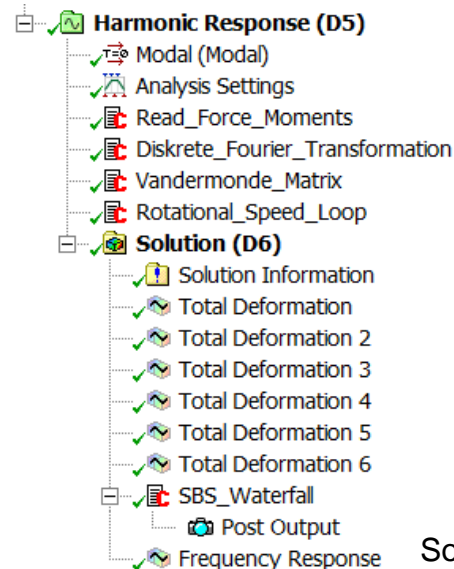 Harmonic Response (D5)
T=0 Modal (Modal)
Analysis Settings
Read_Force_Moments
Diskrete_Fourier_Transformation
Vandermonde_Matrix
Rotational_Speed_Loop
Solution (D6)
Solution Information
Total Deformation
Total Deformation 2
Total Deformation 3
Total Deformation 4
Total Deformation 5
Total Deformation 6
SBS_Waterfall
Post Output
Frequency Response